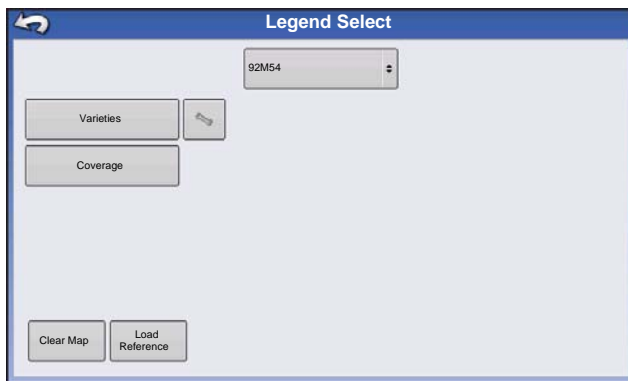 Legend Select
92M54
Varieties
Coverage
Clear Map
Load
Reference